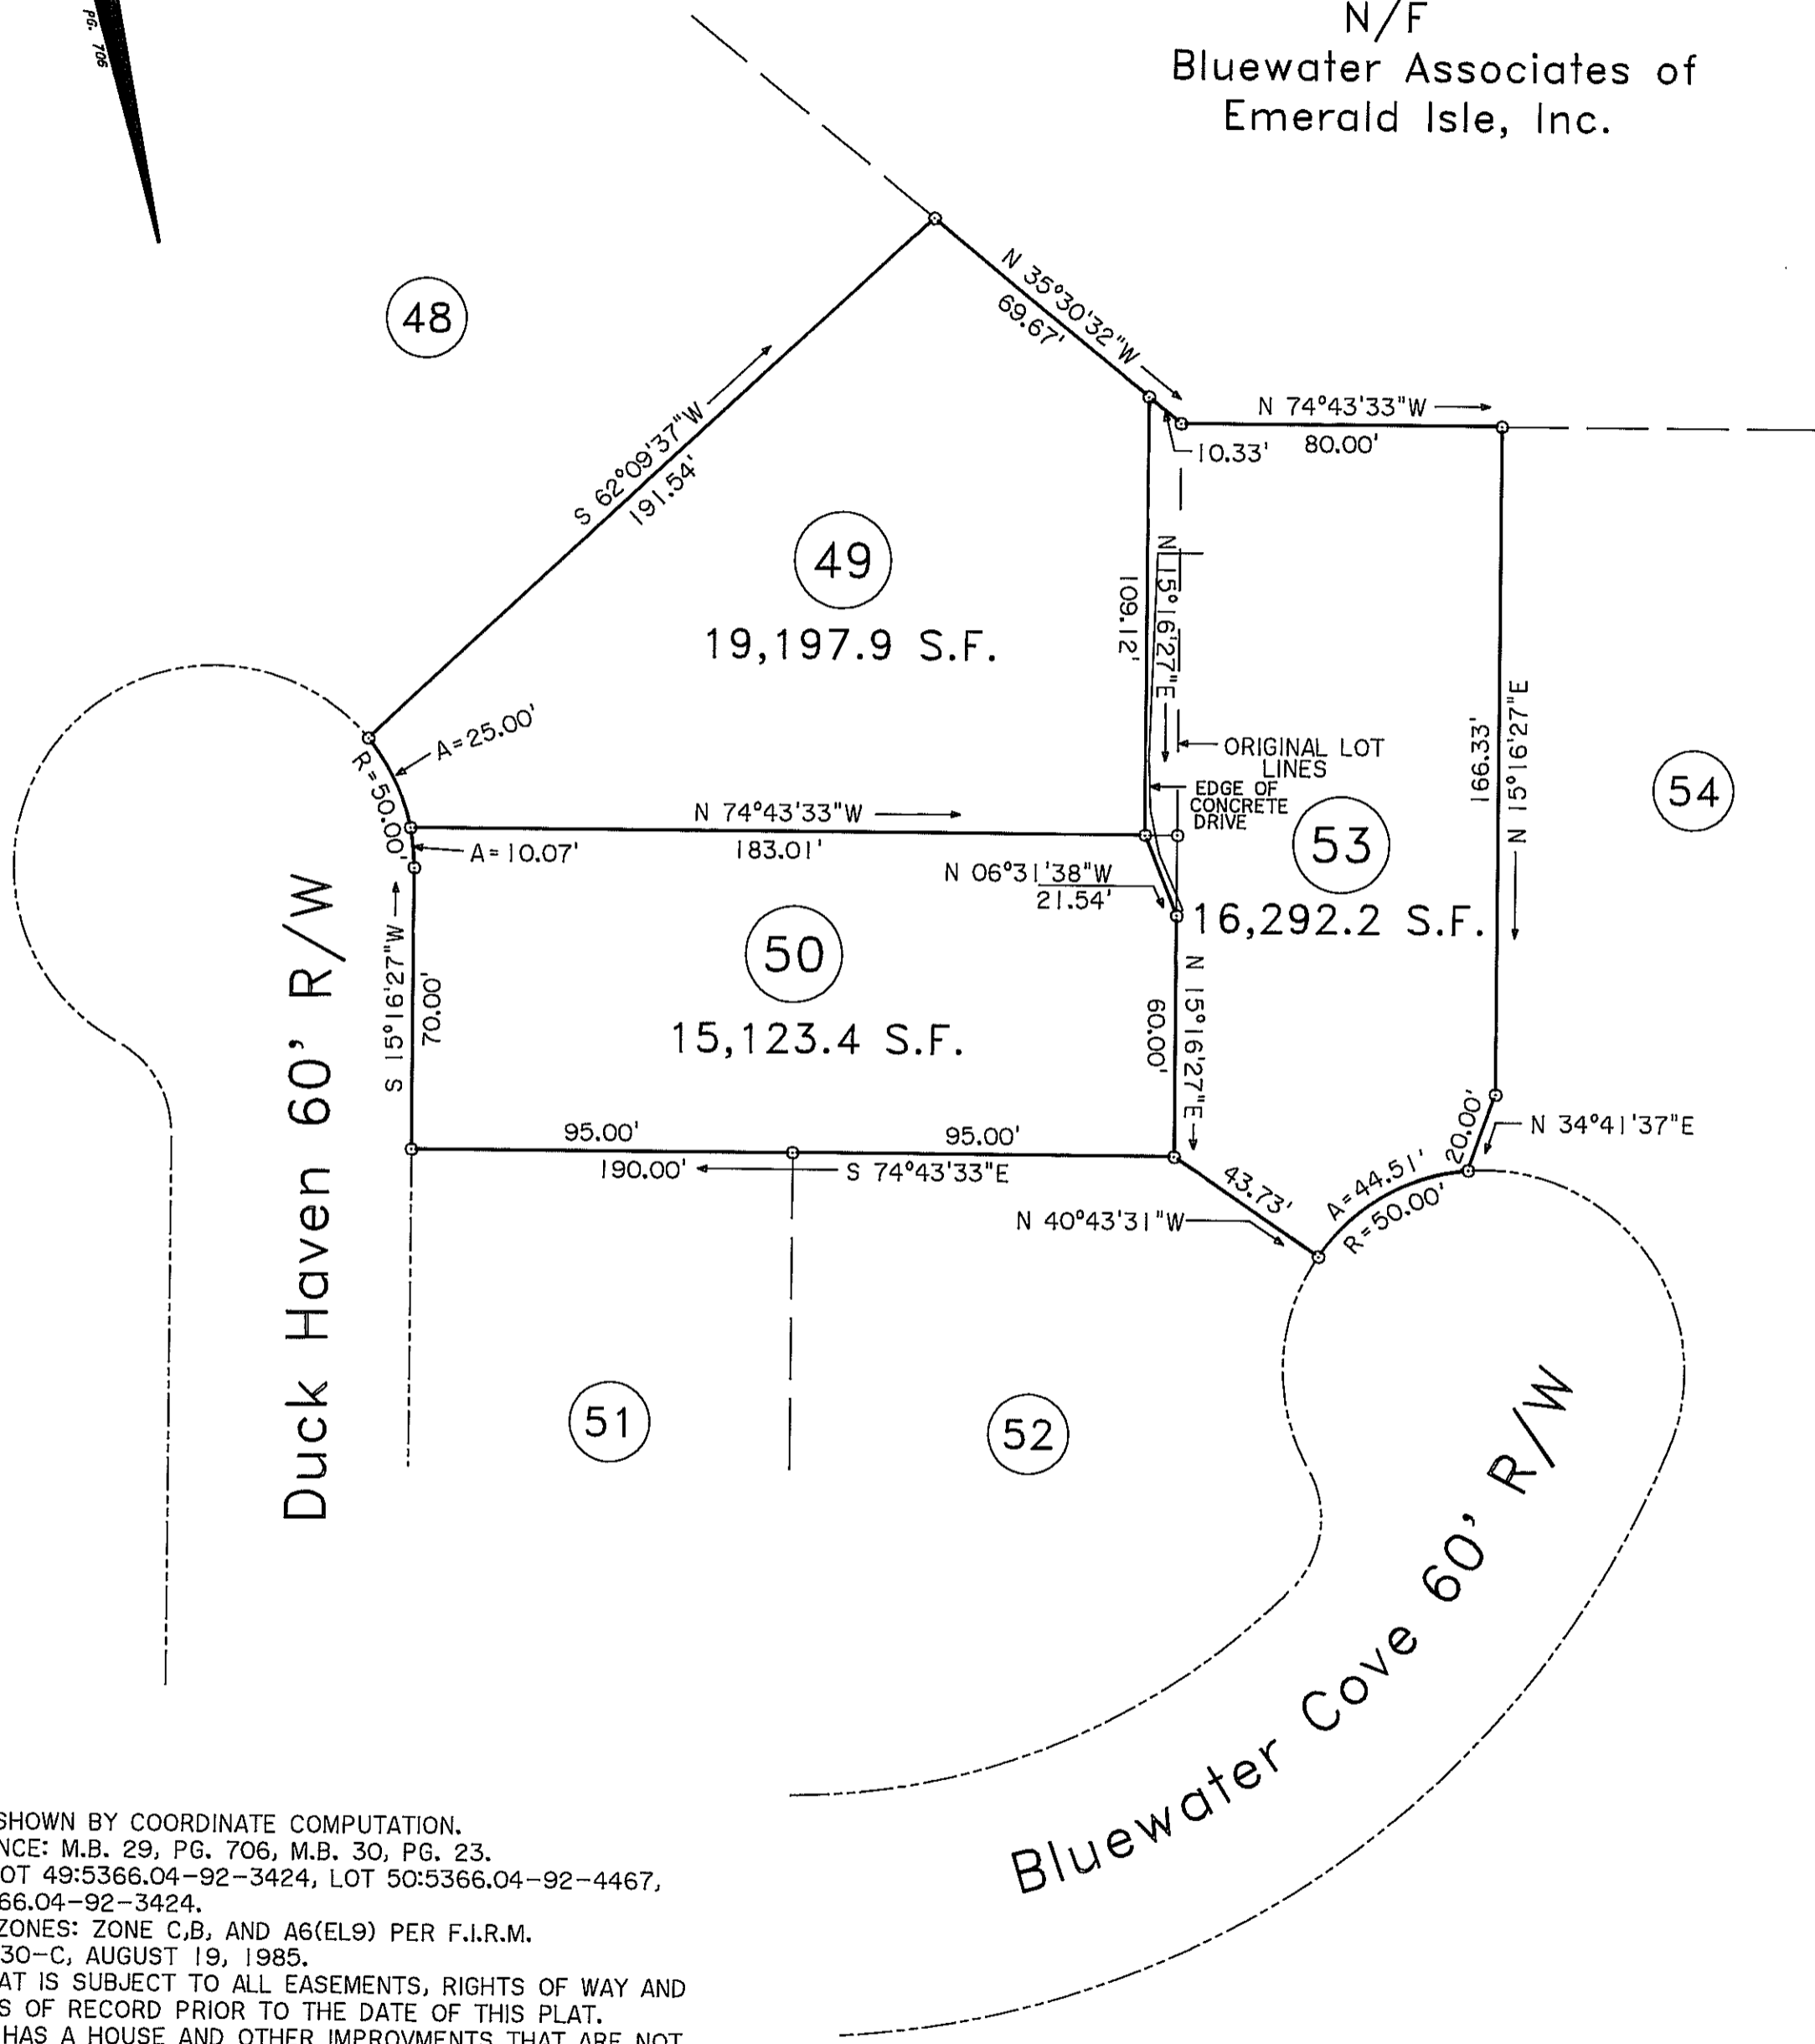 PG. 706
N/F
Bluewater Associates of
Emerald Isle, Inc.
48
N 35°30'32"W
69.67'
S 62°09'37"W
191.54'
N 74°43'33"W
80.00'
10.33'
49
19,197.9 S.F.
N 15°16'27"E
109.12'
166.33'
N 15°16'27"E
54
A=25.00'
R=50.00'
ORIGINAL LOT
LINES
EDGE OF
CONCRETE
DRIVE
N 74°43'33"W
183.01'
A=10.07'
53
16,292.2 S.F.
N 06°31'38"W
21.54'
Duck Haven 60' R/W
S 15°16'27"W
70.00'
50
15,123.4 S.F.
N 15°16'27"E
60.00'
95.00'
95.00'
190.00'
S 74°43'33"E
43.73'
N 40°43'31"W
A=44.51'
R=50.00'
20.00'
N 34°41'37"E
51
52
Bluewater Cove 60' R/W
SHOWN BY COORDINATE COMPUTATION.
NCE: M.B. 29, PG. 706, M.B. 30, PG. 23.
OT 49:5366.04-92-3424, LOT 50:5366.04-92-4467,
66.04-92-3424.
ZONES: ZONE C,B, AND A6(EL9) PER F.I.R.M.
30-C, AUGUST 19, 1985.
AT IS SUBJECT TO ALL EASEMENTS, RIGHTS OF WAY AND
S OF RECORD PRIOR TO THE DATE OF THIS PLAT.
HAS A HOUSE AND OTHER IMPROVMENTS THAT ARE NOT